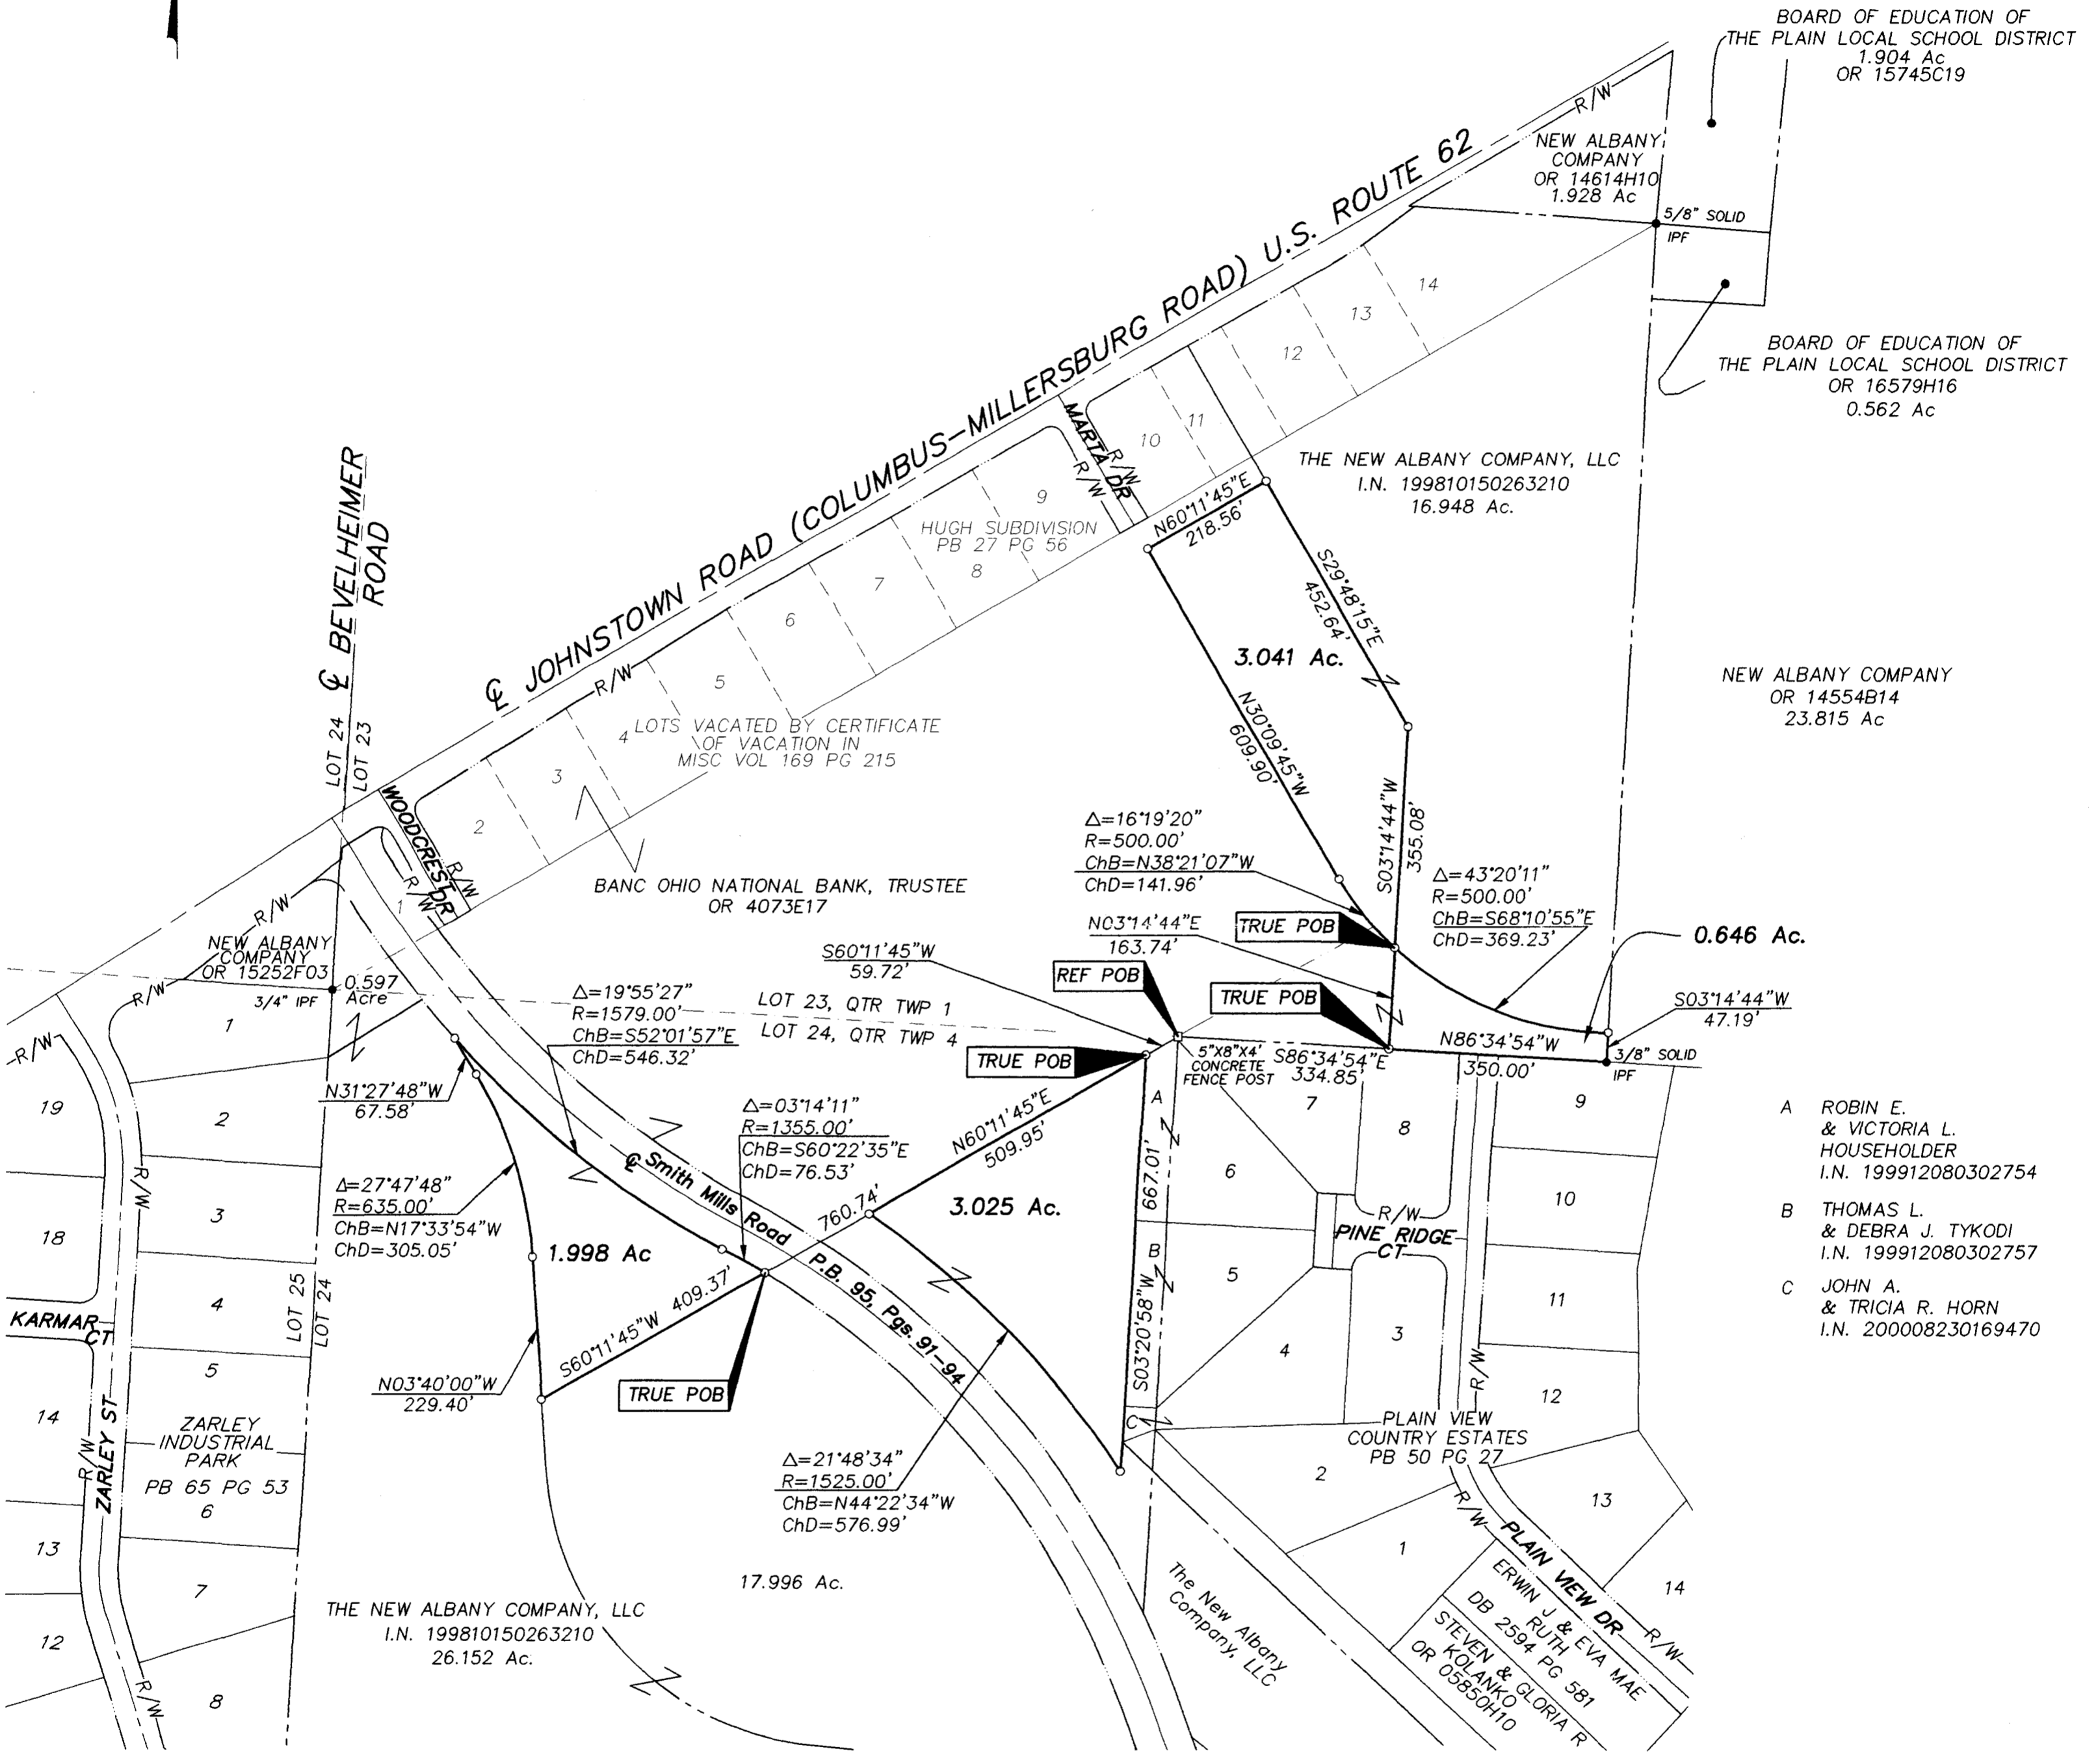 BOARD OF EDUCATION OF
THE PLAIN LOCAL SCHOOL DISTRICT
1.904 Ac
OR 15745C19
R/W
NEW ALBANY
COMPANY
OR 14614H10
1.928 Ac
5/8" SOLID
IPF
BOARD OF EDUCATION OF
THE PLAIN LOCAL SCHOOL DISTRICT
OR 16579H16
0.562 Ac
℄ JOHNSTOWN ROAD (COLUMBUS-MILLERSBURG ROAD) U.S. ROUTE 62
R/W
14
13
12
11
10
MARTA DR
R/W
R/W
9
HUGH SUBDIVISION
PB 27 PG 56
8
7
6
5
4
LOTS VACATED BY CERTIFICATE
OF VACATION IN
MISC VOL 169 PG 215
3
2
1
WOODCREST DR
R/W
R/W
℄ BEVELHEIMER
ROAD
LOT 24
LOT 23
BANC OHIO NATIONAL BANK, TRUSTEE
OR 4073E17
THE NEW ALBANY COMPANY, LLC
I.N. 199810150263210
16.948 Ac.
N60°11'45"E
218.56'
S29°48'15"E
452.64'
3.041 Ac.
N30°09'45"W
609.90'
S03°14'44"W
355.08'
NEW ALBANY COMPANY
OR 14554B14
23.815 Ac
Δ=16°19'20"
R=500.00'
ChB=N38°21'07"W
ChD=141.96'
Δ=43°20'11"
R=500.00'
ChB=S68°10'55"E
ChD=369.23'
TRUE POB
0.646 Ac.
N03°14'44"E
163.74'
S60°11'45"W
59.72'
REF POB
TRUE POB
S03°14'44"W
47.19'
N86°34'54"W
350.00'
3/8" SOLID
IPF
S86°34'54"E
334.85'
5"X8"X4'
CONCRETE
FENCE POST
TRUE POB
R/W
NEW ALBANY
COMPANY
OR 15252F03
R/W
3/4" IPF
0.597
Acre
LOT 23, QTR TWP 1
LOT 24, QTR TWP 4
Δ=19°55'27"
R=1579.00'
ChB=S52°01'57"E
ChD=546.32'
N31°27'48"W
67.58'
Δ=03°14'11"
R=1355.00'
ChB=S60°22'35"E
ChD=76.53'
N60°11'45"E
509.95'
760.74'
3.025 Ac.
Δ=27°47'48"
R=635.00'
ChB=N17°33'54"W
ChD=305.05'
1.998 Ac
℄ Smith Mills Road P.B. 95, Pgs. 91-94
S60°11'45"W 409.37'
N03°40'00"W
229.40'
TRUE POB
Δ=21°48'34"
R=1525.00'
ChB=N44°22'34"W
ChD=576.99'
17.996 Ac.
A
667.01'
B
S03°20'58"W
C
7
8
9
6
10
R/W
PINE RIDGE
CT
5
11
4
3
12
R/W
PLAIN VIEW
COUNTRY ESTATES
PB 50 PG 27
2
13
1
14
R/W
PLAIN VIEW DR
R/W
ERWIN J & EVA MAE
RUTH
DB 2594 PG 581
STEVEN & GLORIA R
KOLANKO
OR 05850H10
The New Albany
Company, LLC
A ROBIN E.
& VICTORIA L.
HOUSEHOLDER
I.N. 199912080302754
B THOMAS L.
& DEBRA J. TYKODI
I.N. 199912080302757
C JOHN A.
& TRICIA R. HORN
I.N. 200008230169470
R/W
1
19
2
R/W
18
3
LOT 25
LOT 24
4
KARMAR
CT
5
14
R/W
ZARLEY ST
ZARLEY
INDUSTRIAL
PARK
PB 65 PG 53
6
13
7
12
R/W
8
THE NEW ALBANY COMPANY, LLC
I.N. 199810150263210
26.152 Ac.